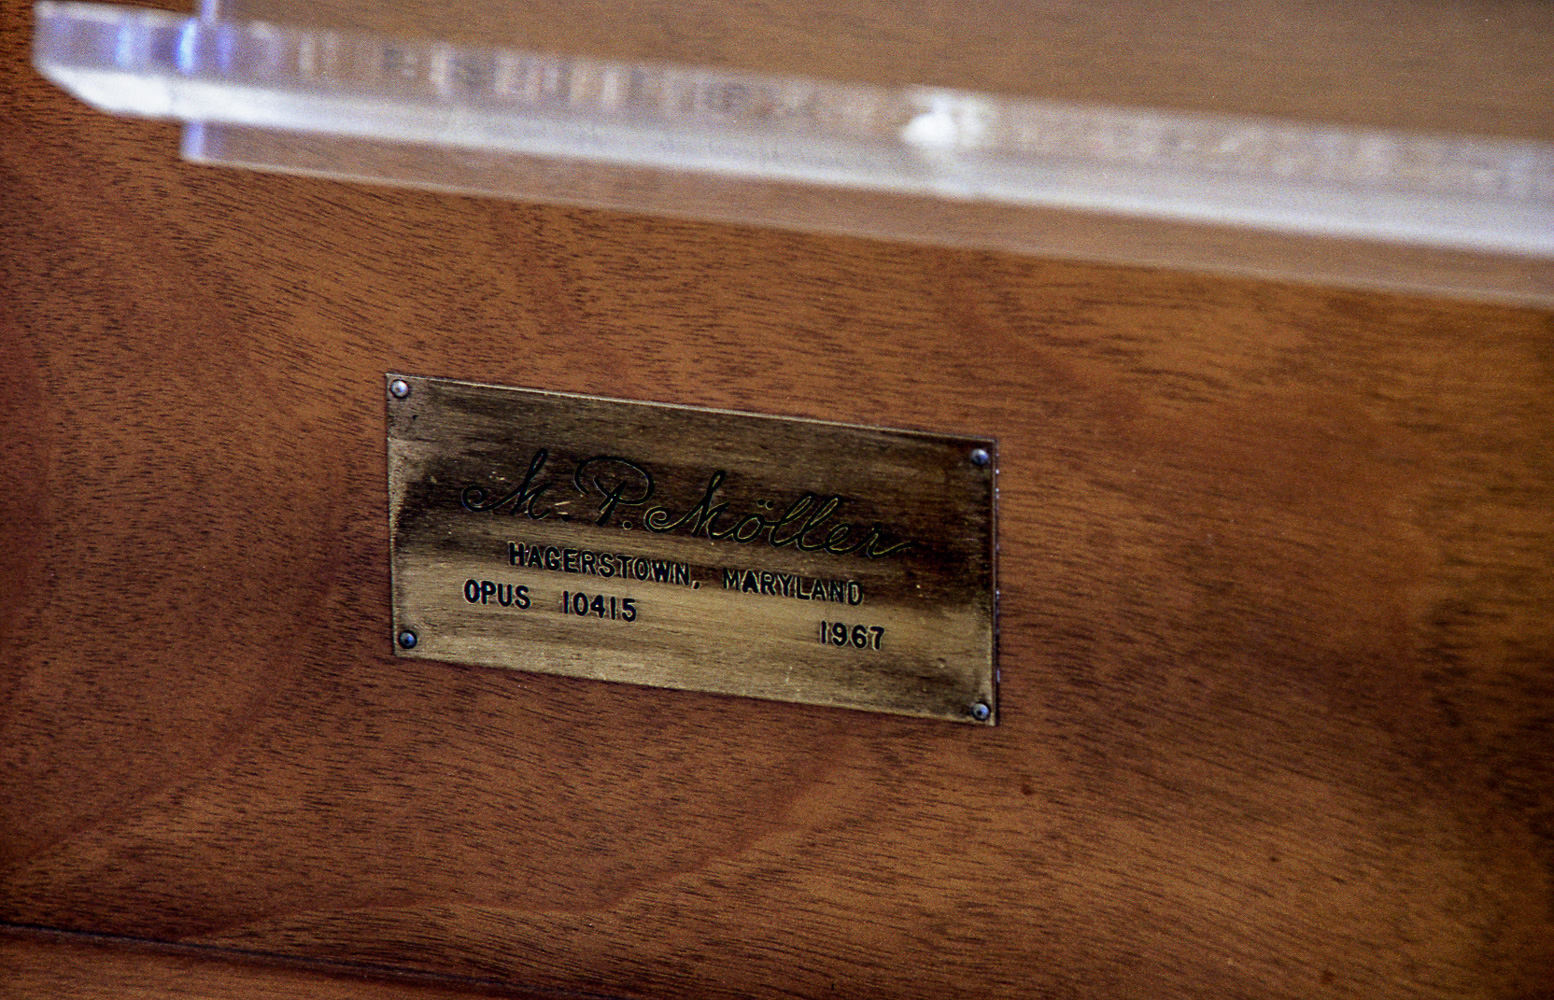 M. P. Möller
HAGERSTOWN, MARYLAND
OPUS 10415
1967